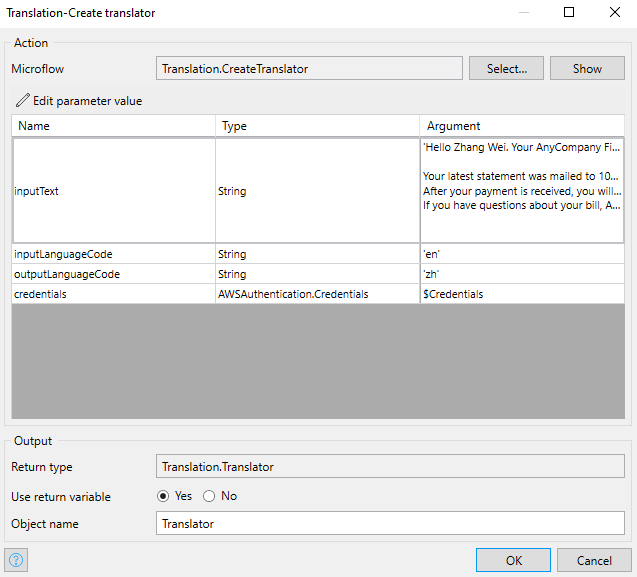 Translation-Create translator
Action
Microflow Translation.CreateTranslator Select... Show
Edit parameter value
Name Type Argument
inputText String 'Hello Zhang Wei. Your AnyCompany Fi...
Your latest statement was mailed to 10...
After your payment is received, you will...
If you have questions about your bill, A...
inputLanguageCode String 'en'
outputLanguageCode String 'zh'
credentials AWSAuthentication.Credentials $Credentials
Output
Return type Translation.Translator
Use return variable Yes No
Object name Translator
? OK Cancel